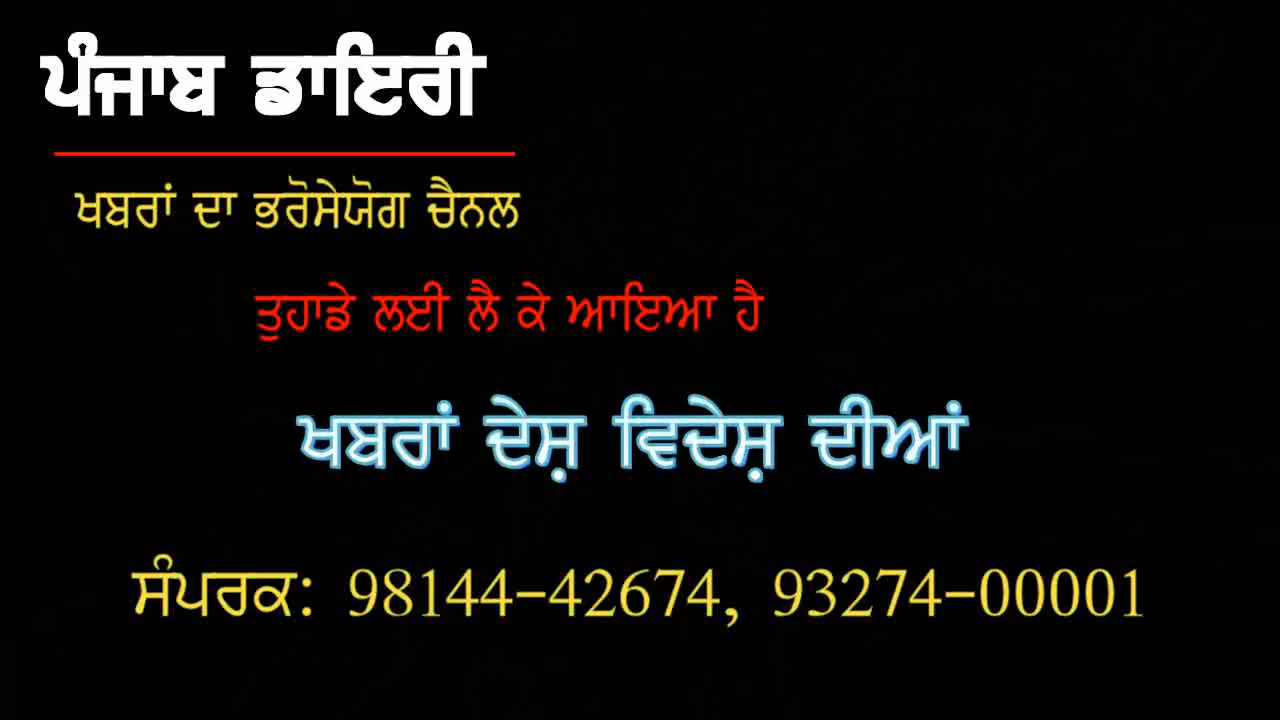 ਪੰਜਾਬ ਡਾਇਰੀ
ਖਬਰਾਂ ਦਾ ਭਰੋਸੇਯੋਗ ਚੈਨਲ
ਤੁਹਾਡੇ ਲਈ ਲੈ ਕੇ ਆਇਆ ਹੈ
ਖਬਰਾਂ ਦੇਸ਼ ਵਿਦੇਸ਼ ਦੀਆਂ
ਸੰਪਰਕ: 98144-42674, 93274-00001